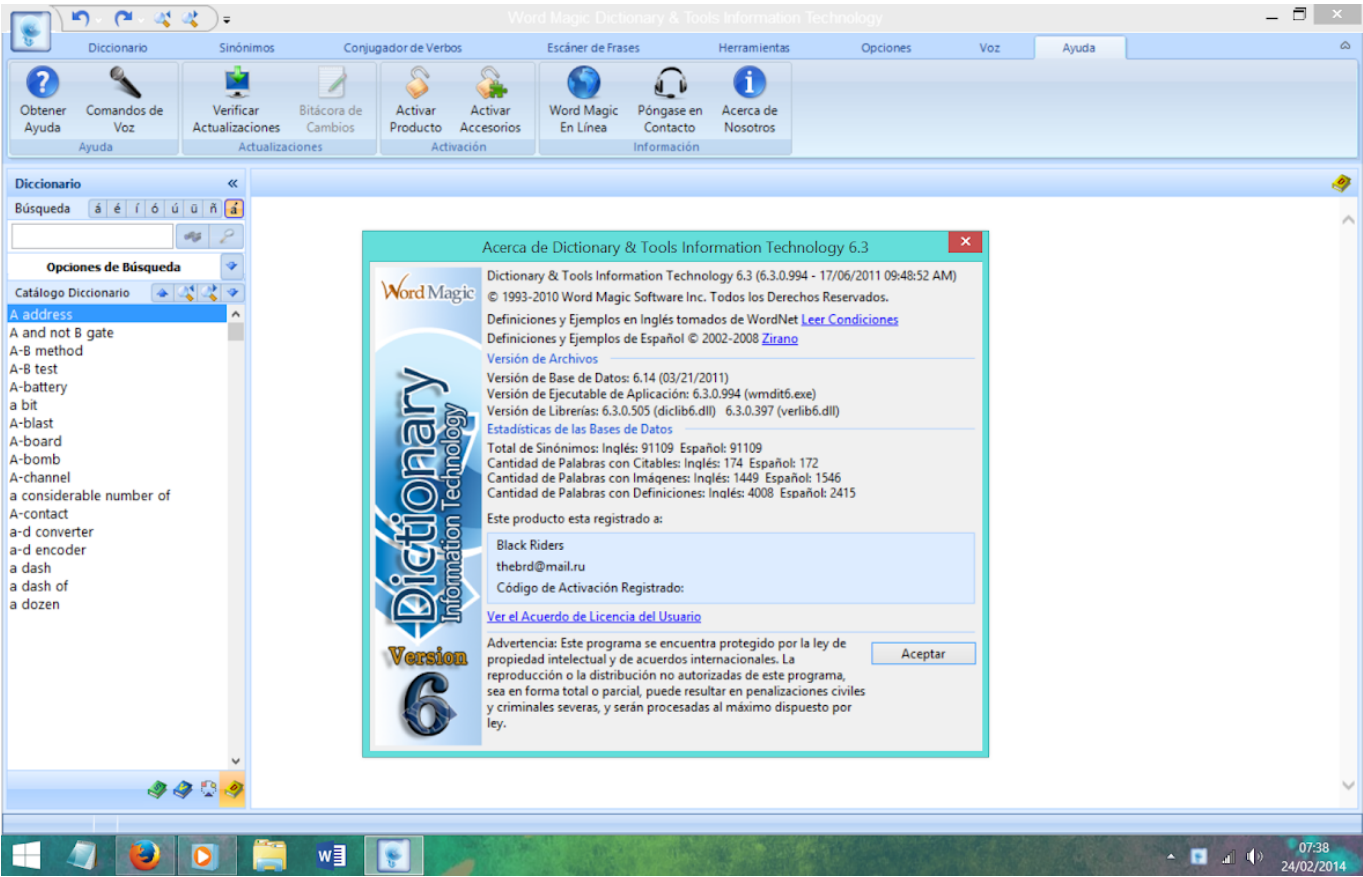 Word Magic Dictionary & Tools Information Technology
Diccionario Sinónimos Conjugador de Verbos Escáner de Frases Herramientas Opciones Voz Ayuda
Obtener Ayuda
Comandos de Voz
Verificar Actualizaciones
Bitácora de Cambios
Activar Producto
Activar Accesorios
Word Magic En Línea
Póngase en Contacto
Acerca de Nosotros
Ayuda Actualizaciones Activación Información
Diccionario «
Búsqueda á é í ó ú ü ñ á
Opciones de Búsqueda
Catálogo Diccionario
A address
A and not B gate
A-B method
A-B test
A-battery
a bit
A-blast
A-board
A-bomb
A-channel
a considerable number of
A-contact
a-d converter
a-d encoder
a dash
a dash of
a dozen
Acerca de Dictionary & Tools Information Technology 6.3
Word Magic
Dictionary
Information Technology
Version
6
Dictionary & Tools Information Technology 6.3 (6.3.0.994 - 17/06/2011 09:48:52 AM)
© 1993-2010 Word Magic Software Inc. Todos los Derechos Reservados.
Definiciones y Ejemplos en Inglés tomados de WordNet Leer Condiciones
Definiciones y Ejemplos de Español © 2002-2008 Zirano
Versión de Archivos
Versión de Base de Datos: 6.14 (03/21/2011)
Versión de Ejecutable de Aplicación: 6.3.0.994 (wmdit6.exe)
Versión de Librerías: 6.3.0.505 (diclib6.dll) 6.3.0.397 (verlib6.dll)
Estadísticas de las Bases de Datos
Total de Sinónimos: Inglés: 91109 Español: 91109
Cantidad de Palabras con Citables: Inglés: 174 Español: 172
Cantidad de Palabras con Imágenes: Inglés: 1449 Español: 1546
Cantidad de Palabras con Definiciones: Inglés: 4008 Español: 2415
Este producto esta registrado a:
Black Riders
thebrd@mail.ru
Código de Activación Registrado:
Ver el Acuerdo de Licencia del Usuario
Advertencia: Este programa se encuentra protegido por la ley de
propiedad intelectual y de acuerdos internacionales. La
reproducción o la distribución no autorizadas de este programa,
sea en forma total o parcial, puede resultar en penalizaciones civiles
y criminales severas, y serán procesadas al máximo dispuesto por
ley.
Aceptar
07:38
24/02/2014